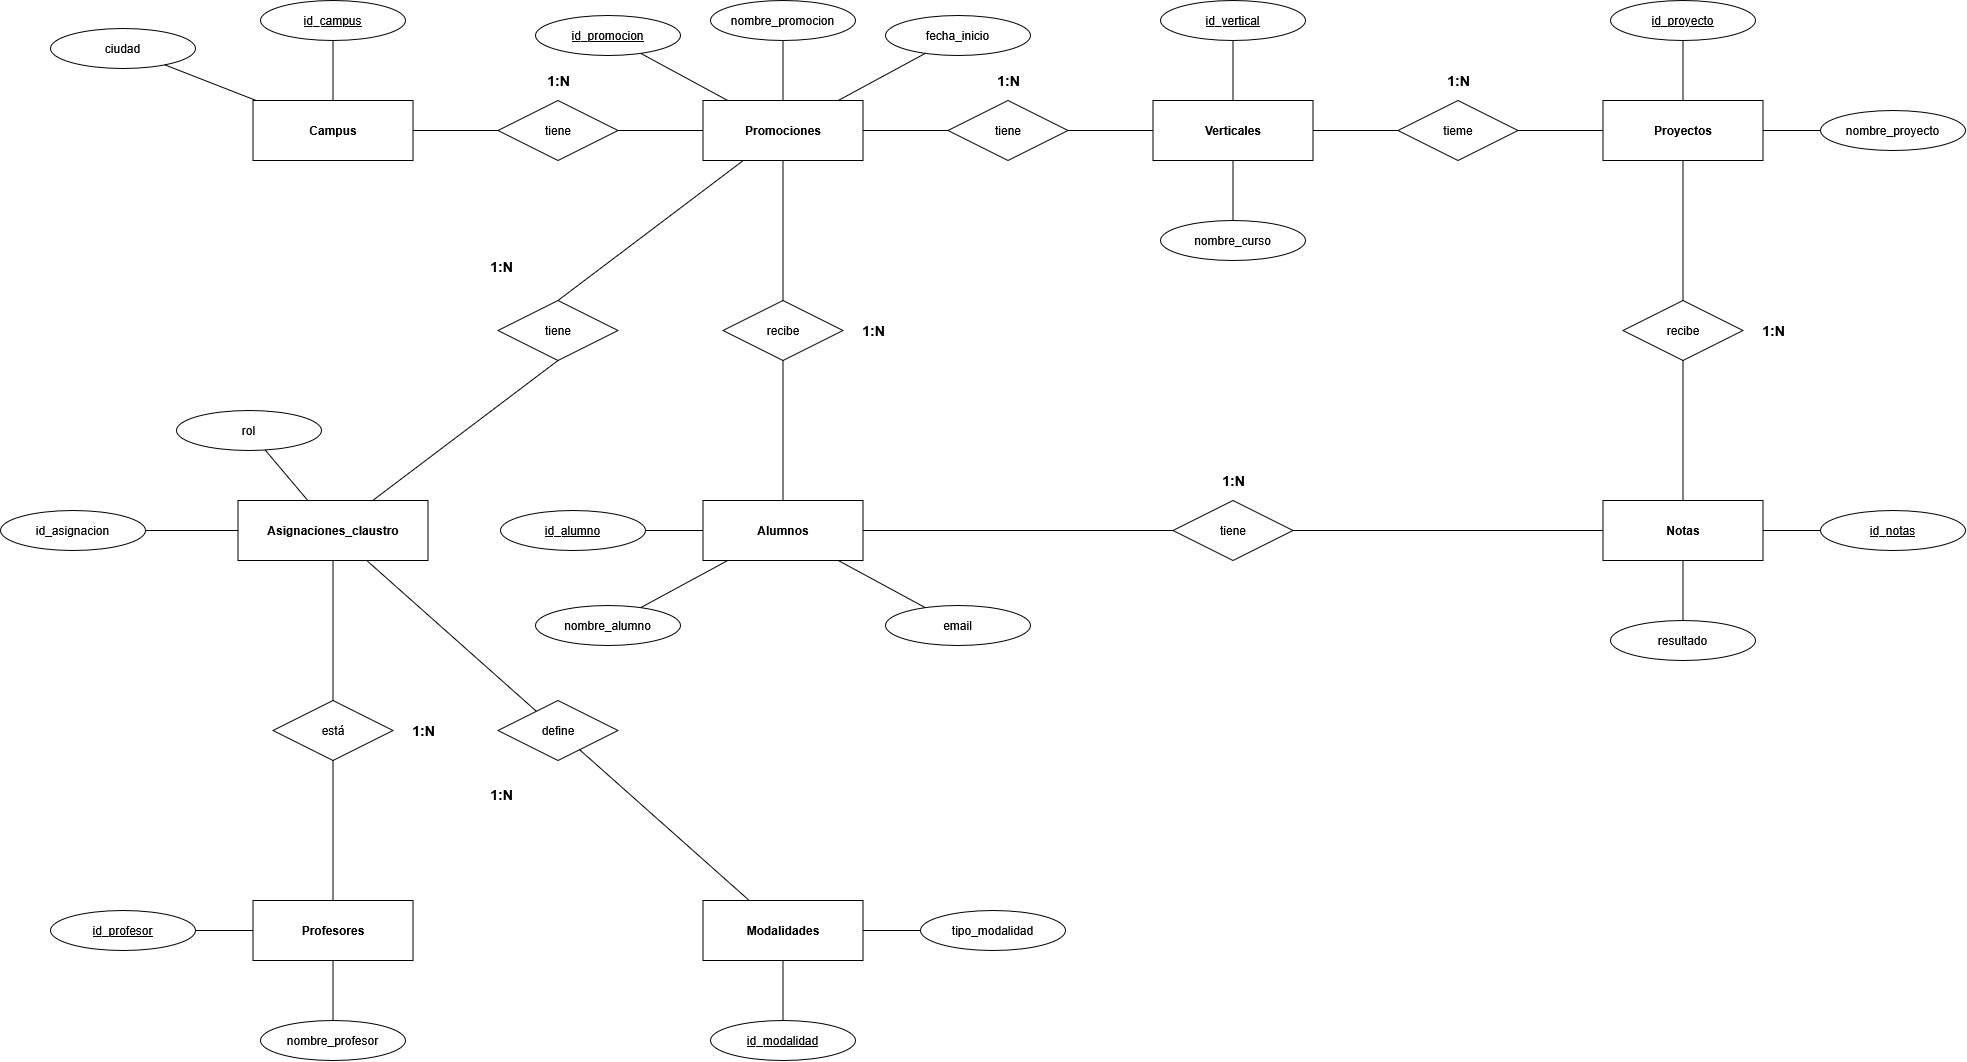 id_campus
nombre_promocion
id_vertical
id_proyecto
ciudad
id_promocion
fecha_inicio
1:N
1:N
1:N
Campus
tiene
Promociones
tiene
Verticales
tieme
Proyectos
nombre_proyecto
nombre_curso
1:N
tiene
recibe
1:N
recibe
1:N
rol
1:N
id_asignacion
Asignaciones_claustro
id_alumno
Alumnos
tiene
Notas
id_notas
nombre_alumno
email
resultado
está
1:N
define
1:N
id_profesor
Profesores
Modalidades
tipo_modalidad
nombre_profesor
id_modalidad